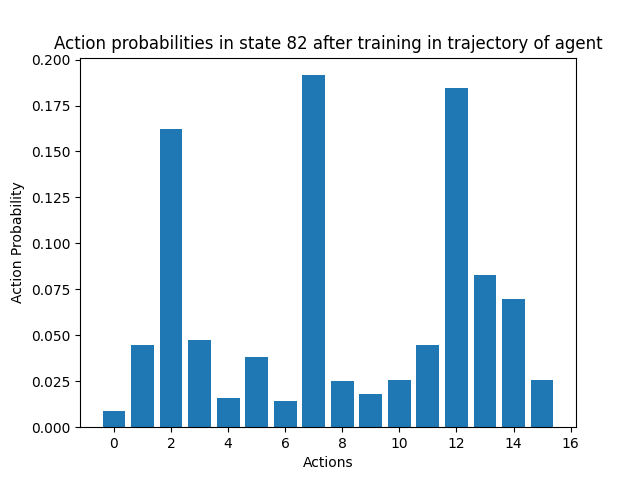 Action probabilities in state 82 after training in trajectory of agent
0.200
0.175
0.150
0.125
0.100
0.075
0.050
0.025
0.000
Action Probability
0 2 4 6 8 10 12 14 16
Actions